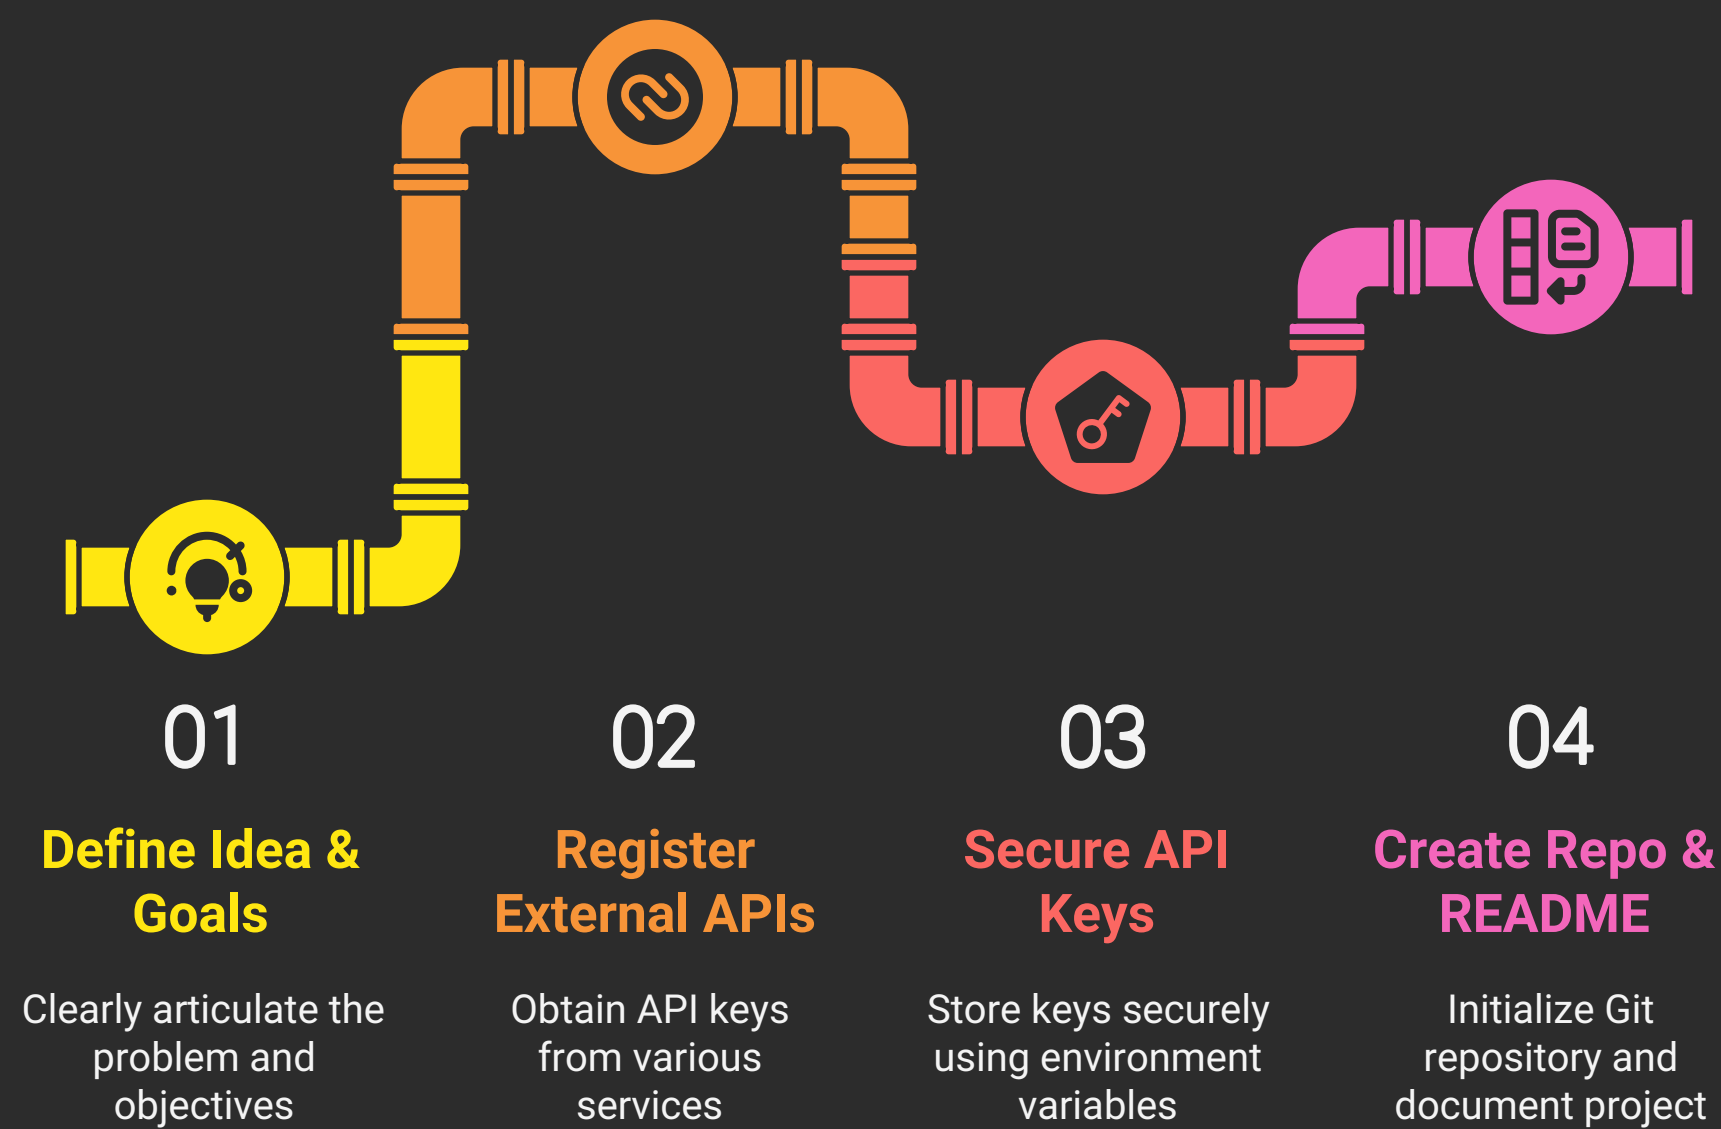 01
Define Idea &
Goals
Clearly articulate the
problem and
objectives
02
Register
External APIs
Obtain API keys
from various
services
03
Secure API
Keys
Store keys securely
using environment
variables
04
Create Repo &
README
Initialize Git
repository and
document project